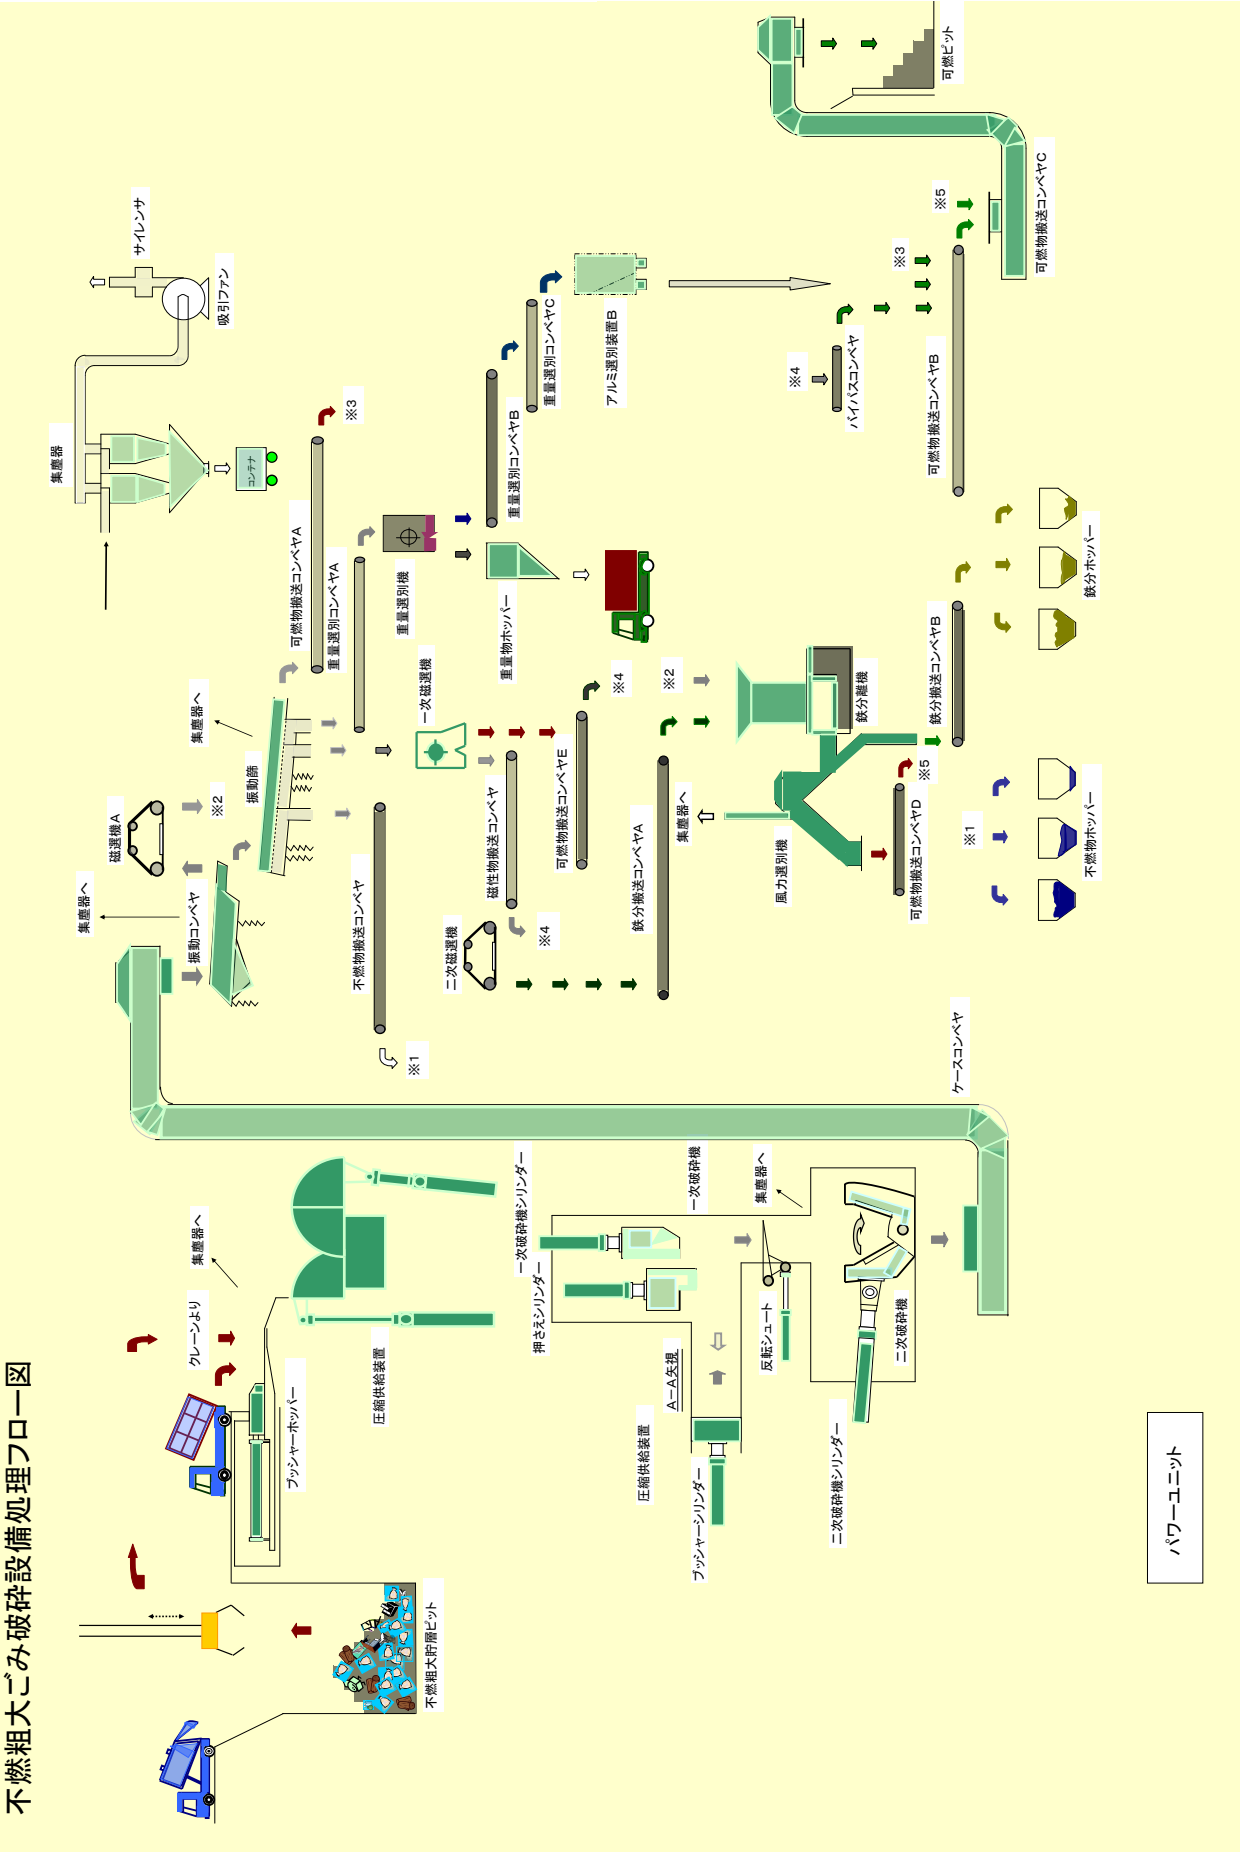 不燃粗大ごみ破砕設備処理フロー図
集塵器へ
磁選機A
※2
集塵器へ
集塵器
サイレンサ
吸引ファン
コンテナ
クレーンより
集塵器へ
振動コンベヤ
振動篩
可燃物搬送コンベヤA
※3
プッシャーホッパー
圧縮供給装置
不燃物搬送コンベヤ
※1
重量選別コンベヤA
重量選別機
一次磁選機
不燃粗大貯層ピット
二次磁選機
磁性物搬送コンベヤ
※4
重量物ホッパー
重量選別コンベヤB
重量選別コンベヤC
アルミ選別装置B
可燃物搬送コンベヤE
※4
一次破砕機シリンダー
押さえシリンダー
一次破砕機
鉄分搬送コンベヤA
※2
集塵器へ
A－A矢視
圧縮供給装置
プッシャーシリンダー
反転シュート
集塵器へ
風力選別機
鉄分離機
※4
バイパスコンベヤ
※3
二次破砕機シリンダー
二次破砕機
可燃物搬送コンベヤD
※5
鉄分搬送コンベヤB
可燃物搬送コンベヤB
※5
可燃ピット
ケースコンベヤ
※1
不燃物ホッパー
鉄分ホッパー
可燃物搬送コンベヤC
パワーユニット